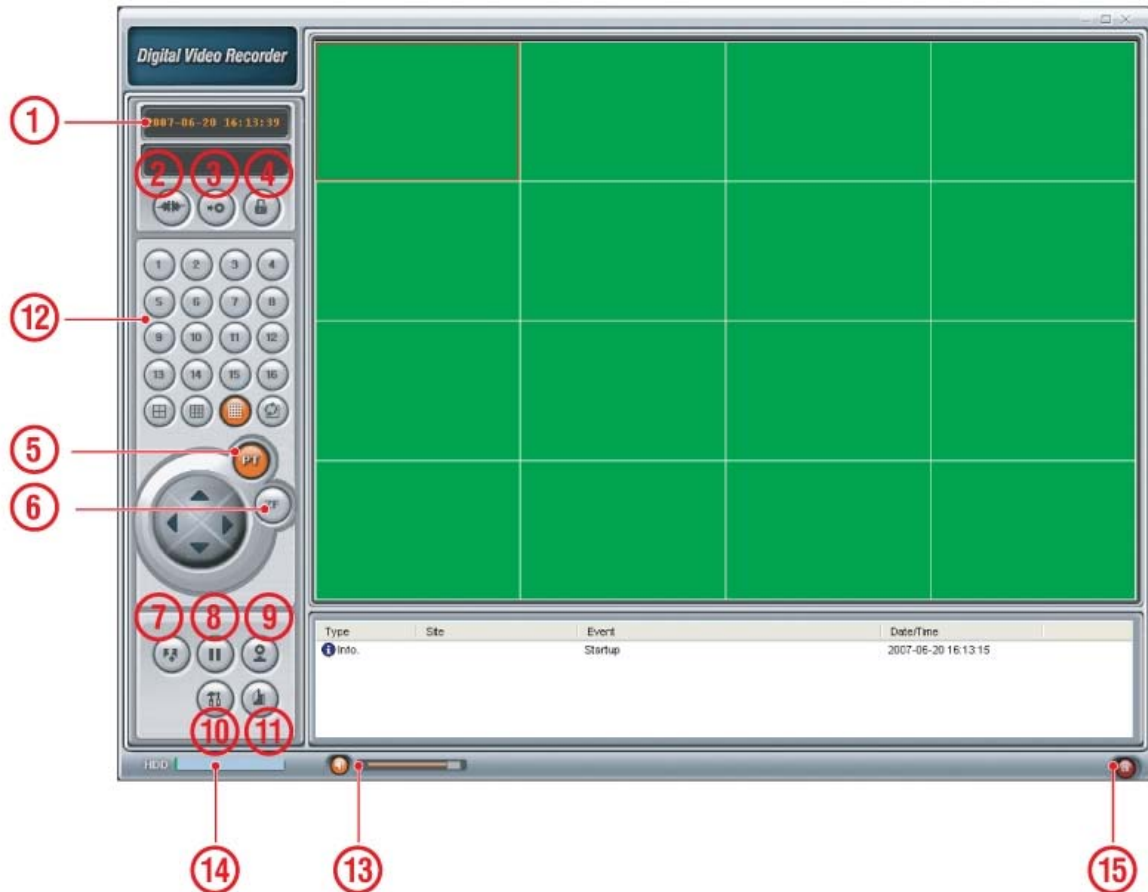 Digital Video Recorder
1
2007-06-20 16:13:39
2 3 4
1 2 3 4
5 6 7 8
12
9 10 11 12
13 14 15 16
5
PT
6
ZF
7 8 9
Type Site Event Date/Time
Info. Startup 2007-06-20 16:13:15
10 11
HDD
14 13 15